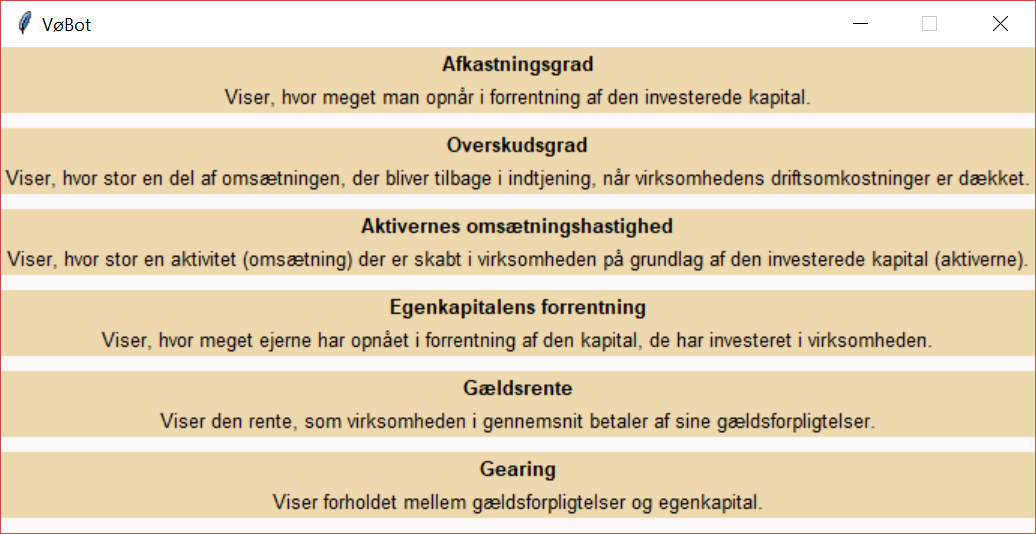 VøBot
Afkastningsgrad
Viser, hvor meget man opnår i forrentning af den investerede kapital.
Overskudsgrad
Viser, hvor stor en del af omsætningen, der bliver tilbage i indtjening, når virksomhedens driftsomkostninger er dækket.
Aktivernes omsætningshastighed
Viser, hvor stor en aktivitet (omsætning) der er skabt i virksomheden på grundlag af den investerede kapital (aktiverne).
Egenkapitalens forrentning
Viser, hvor meget ejerne har opnået i forrentning af den kapital, de har investeret i virksomheden.
Gældsrente
Viser den rente, som virksomheden i gennemsnit betaler af sine gældsforpligtelser.
Gearing
Viser forholdet mellem gældsforpligtelser og egenkapital.